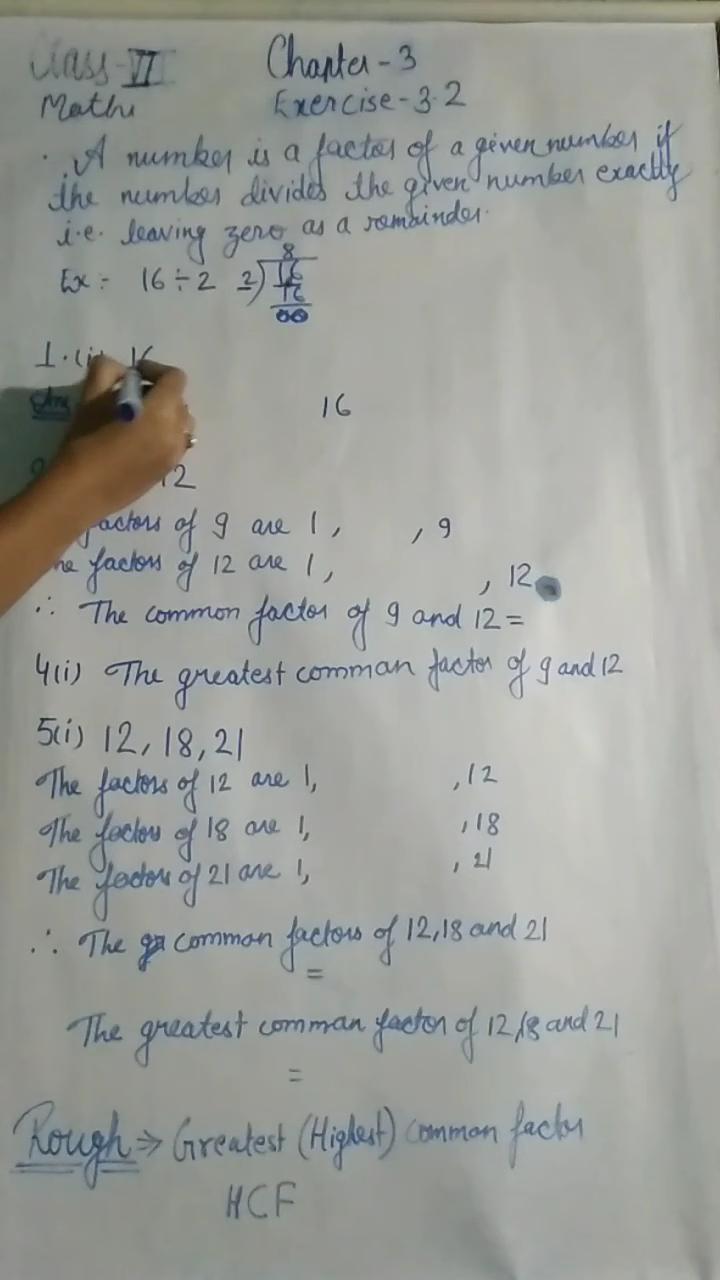 Class-VI Chapter-3
Maths Exercise-3.2
. A number is a factor of a given number if
the number divides the given number exactly
i.e. leaving zero as a remainder.
Ex:- 16÷2 2)16
8
16
00
1.(i) 16
Ans 16
12
factors of 9 are 1, , 9
The factors of 12 are 1, , 12
∴ The common factor of 9 and 12 =
4(i) The greatest comman factor of 9 and 12
5(i) 12, 18, 21
The factors of 12 are 1, , 12
The factors of 18 are 1, , 18
The factors of 21 are 1, , 21
∴ The common factors of 12, 18 and 21
=
The greatest comman factor of 12, 18 and 21
=
Rough ⇒ Greatest (Highest) common factor
HCF